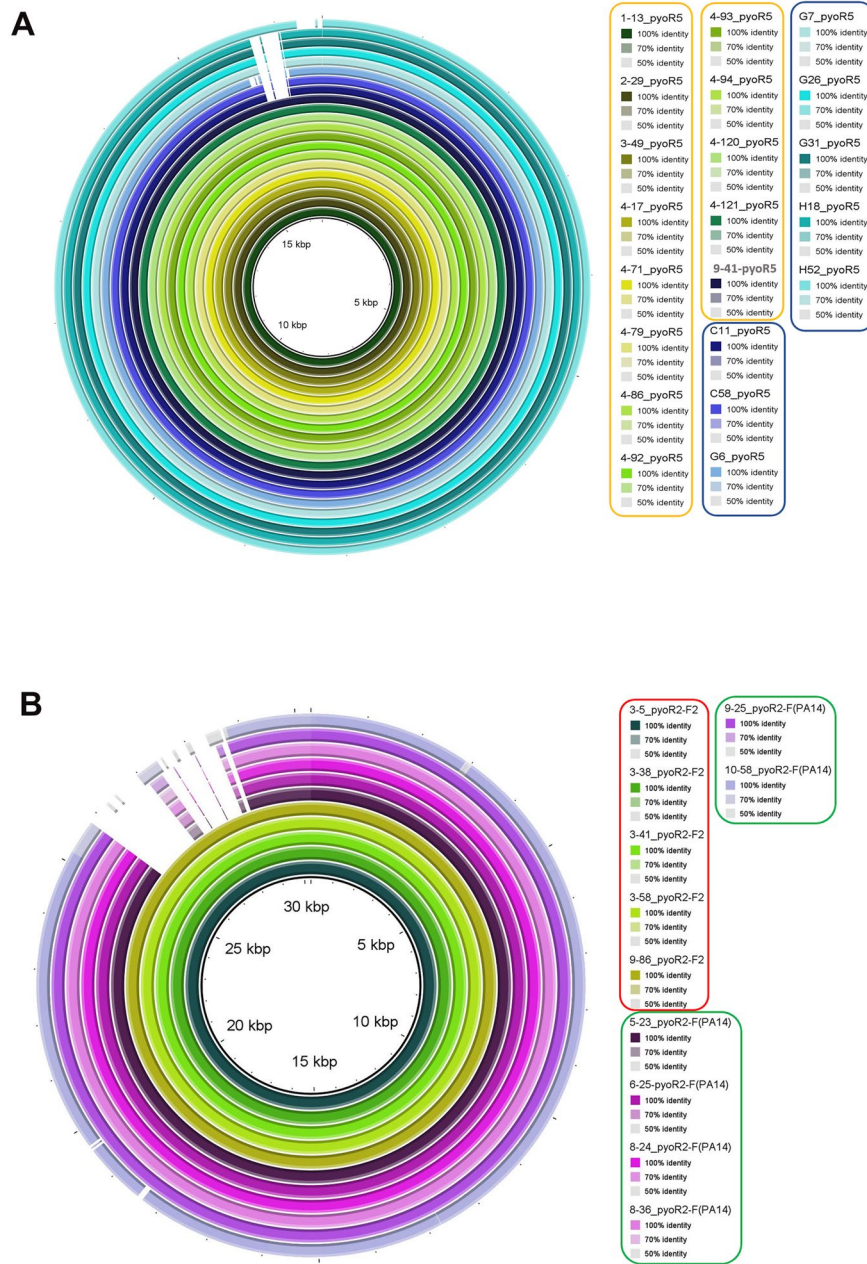 A
15 kbp
5 kbp
10 kbp
1-13_pyoR5
100% identity
70% identity
50% identity
2-29_pyoR5
100% identity
70% identity
50% identity
3-49_pyoR5
100% identity
70% identity
50% identity
4-17_pyoR5
100% identity
70% identity
50% identity
4-71_pyoR5
100% identity
70% identity
50% identity
4-79_pyoR5
100% identity
70% identity
50% identity
4-86_pyoR5
100% identity
70% identity
50% identity
4-92_pyoR5
100% identity
70% identity
50% identity
4-93_pyoR5
100% identity
70% identity
50% identity
4-94_pyoR5
100% identity
70% identity
50% identity
4-120_pyoR5
100% identity
70% identity
50% identity
4-121_pyoR5
100% identity
70% identity
50% identity
9-41-pyoR5
100% identity
70% identity
50% identity
C11_pyoR5
100% identity
70% identity
50% identity
C58_pyoR5
100% identity
70% identity
50% identity
G6_pyoR5
100% identity
70% identity
50% identity
G7_pyoR5
100% identity
70% identity
50% identity
G26_pyoR5
100% identity
70% identity
50% identity
G31_pyoR5
100% identity
70% identity
50% identity
H18_pyoR5
100% identity
70% identity
50% identity
H52_pyoR5
100% identity
70% identity
50% identity
B
30 kbp
25 kbp
5 kbp
20 kbp
10 kbp
15 kbp
3-5_pyoR2-F2
100% identity
70% identity
50% identity
3-38_pyoR2-F2
100% identity
70% identity
50% identity
3-41_pyoR2-F2
100% identity
70% identity
50% identity
3-58_pyoR2-F2
100% identity
70% identity
50% identity
9-86_pyoR2-F2
100% identity
70% identity
50% identity
5-23_pyoR2-F(PA14)
100% identity
70% identity
50% identity
6-25-pyoR2-F(PA14)
100% identity
70% identity
50% identity
8-24_pyoR2-F(PA14)
100% identity
70% identity
50% identity
8-36_pyoR2-F(PA14)
100% identity
70% identity
50% identity
9-25_pyoR2-F(PA14)
100% identity
70% identity
50% identity
10-58_pyoR2-F(PA14)
100% identity
70% identity
50% identity